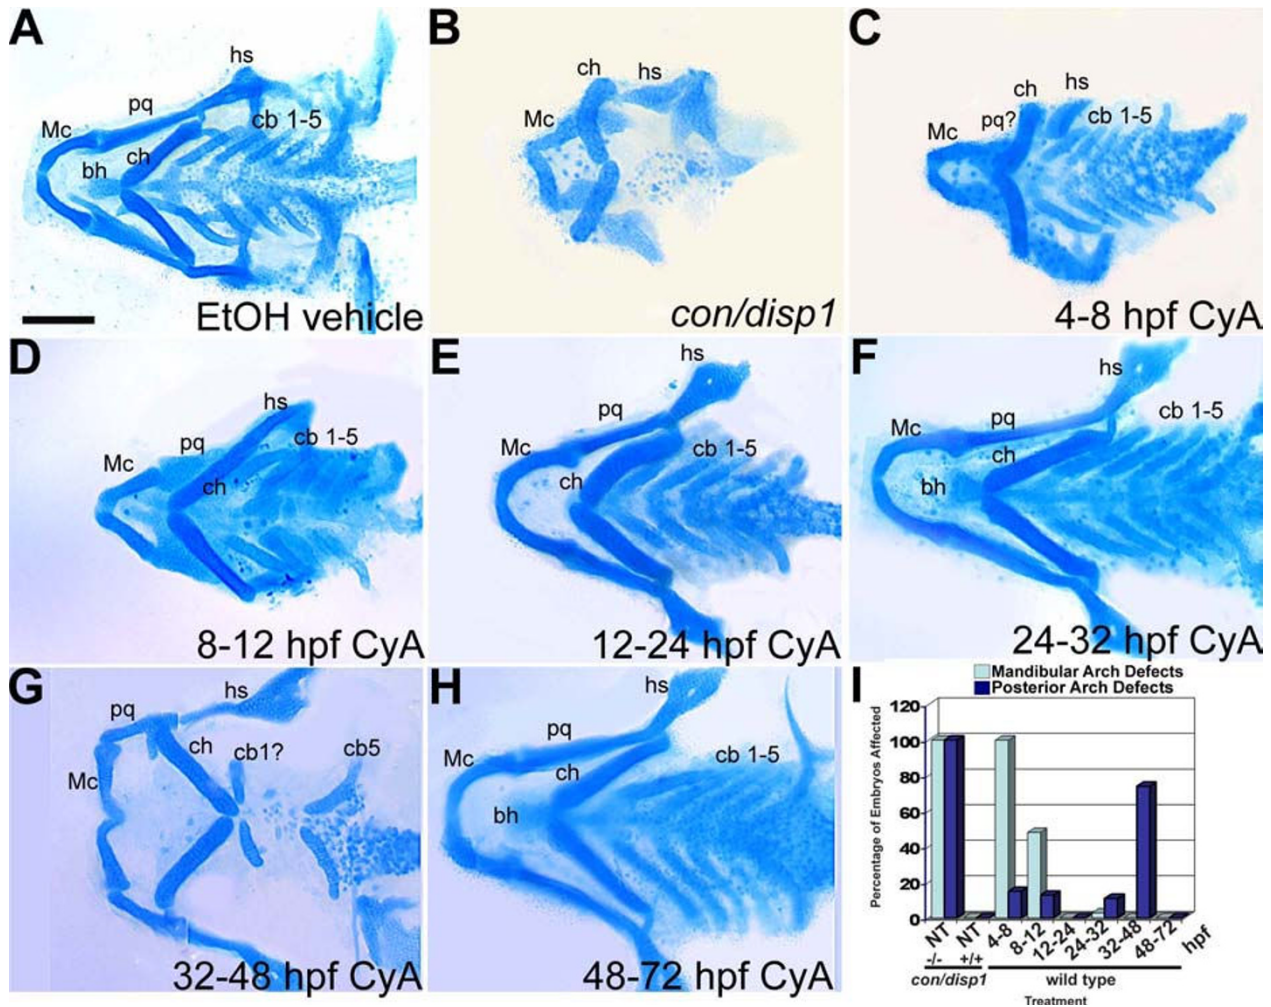 A
hs
pq
Mc
cb 1-5
bh
ch
EtOH vehicle
B
ch
hs
Mc
con/disp1
C
hs
ch
cb 1-5
pq?
Mc
4-8 hpf CyA
D
hs
pq
cb 1-5
Mc
ch
8-12 hpf CyA
E
hs
pq
Mc
cb 1-5
ch
12-24 hpf CyA
F
hs
cb 1-5
pq
Mc
ch
bh
24-32 hpf CyA
G
hs
pq
ch
cb1?
cb5
Mc
32-48 hpf CyA
H
hs
pq
cb 1-5
Mc
ch
bh
48-72 hpf CyA
I
Mandibular Arch Defects
Posterior Arch Defects
Percentage of Embryos Affected
120
100
80
60
40
20
0
NT -/-
NT +/+
4-8
8-12
12-24
24-32
32-48
48-72
hpf
con/disp1
wild type
Treatment